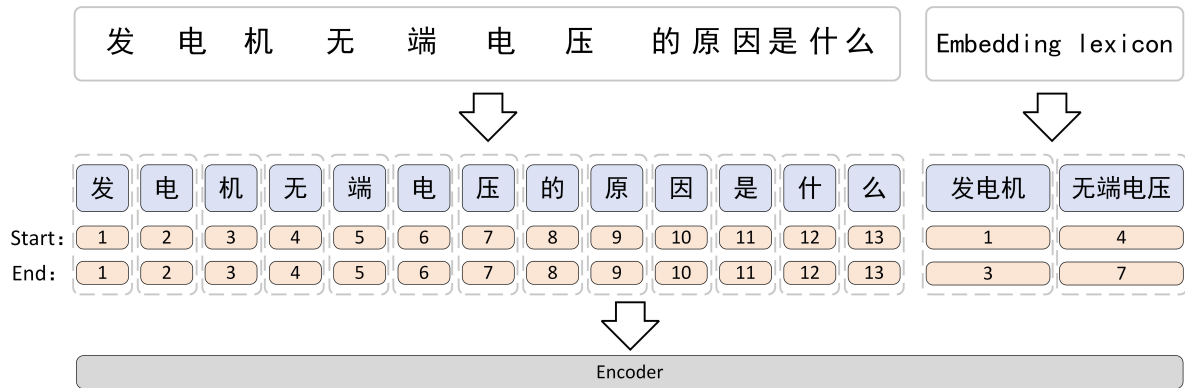 发电机无端电压的原因是什么 Embedding lexicon
发 电 机 无 端 电 压 的 原 因 是 什 么 发电机 无端电压
Start: 1 2 3 4 5 6 7 8 9 10 11 12 13 1 4
End: 1 2 3 4 5 6 7 8 9 10 11 12 13 3 7
Encoder